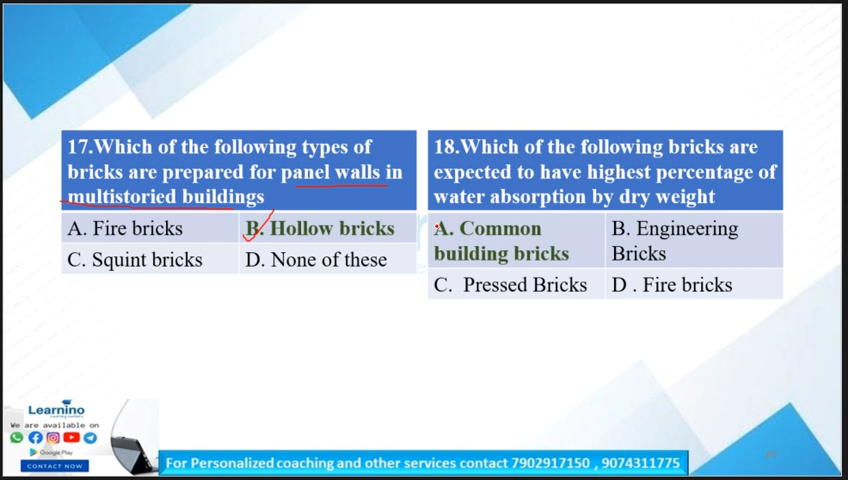 17.Which of the following types of
bricks are prepared for panel walls in
multistoried buildings
A. Fire bricks
B. Hollow bricks
C. Squint bricks
D. None of these
18.Which of the following bricks are
expected to have highest percentage of
water absorption by dry weight
A. Common
building bricks
B. Engineering
Bricks
C. Pressed Bricks
D . Fire bricks
Learnino
We are available on
Google Play
CONTACT NOW
For Personalized coaching and other services contact 7902917150 , 9074311775